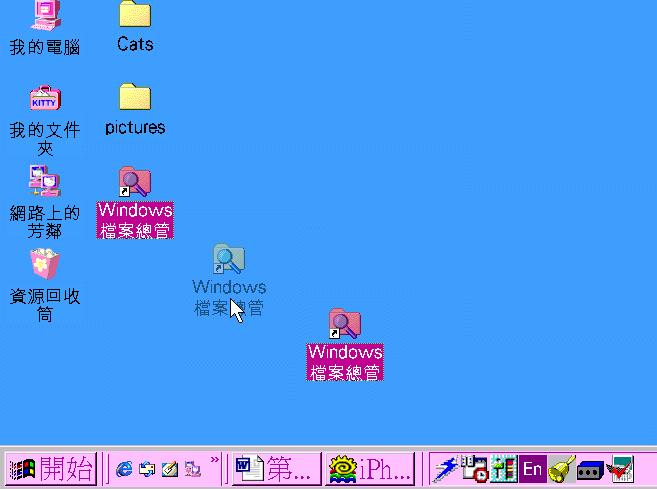 我的電腦
Cats
KITTY
我的文件
夾
pictures
網路上的
芳鄰
Windows
檔案總管
資源回收
筒
Windows
檔案總管
Windows
檔案總管
開始
»
第...
iPh...
En